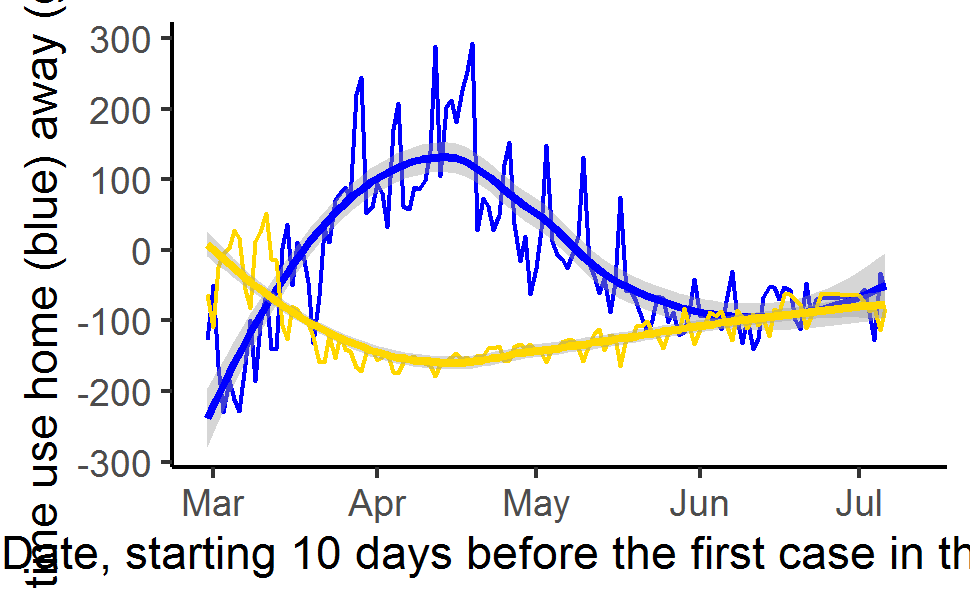 time use home (blue) away (
300
200
100
0
-100
-200
-300
Mar Apr May Jun Jul
Date, starting 10 days before the first case in th